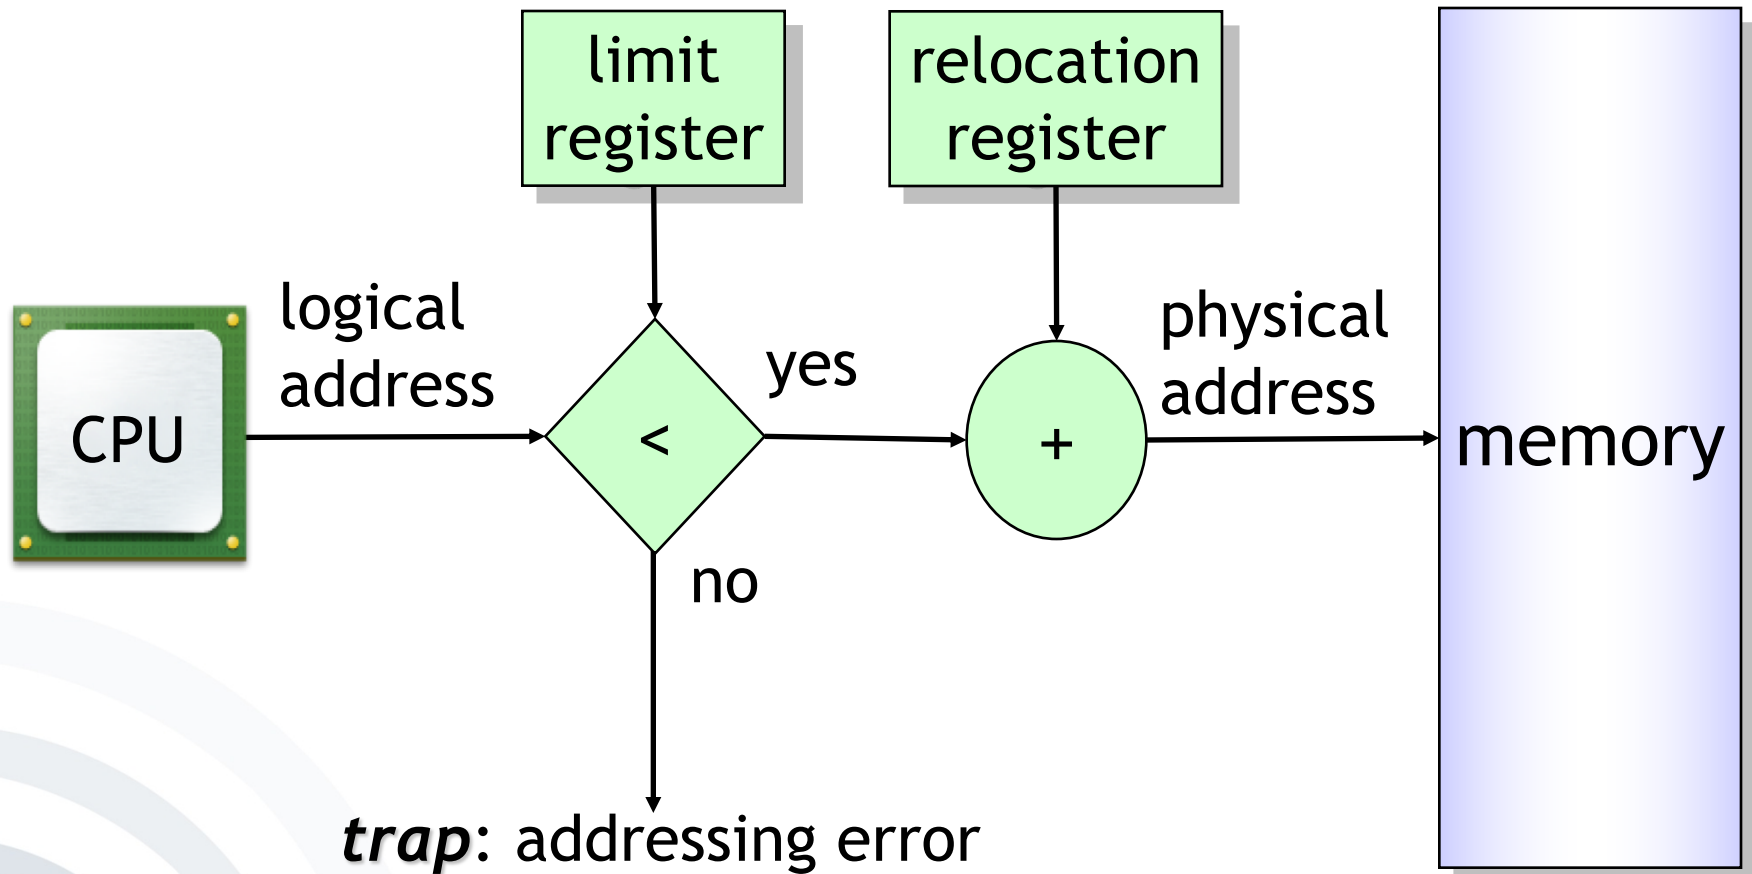 limit
register
relocation
register
logical
address
CPU
<
yes
+
physical
address
memory
no
trap: addressing error